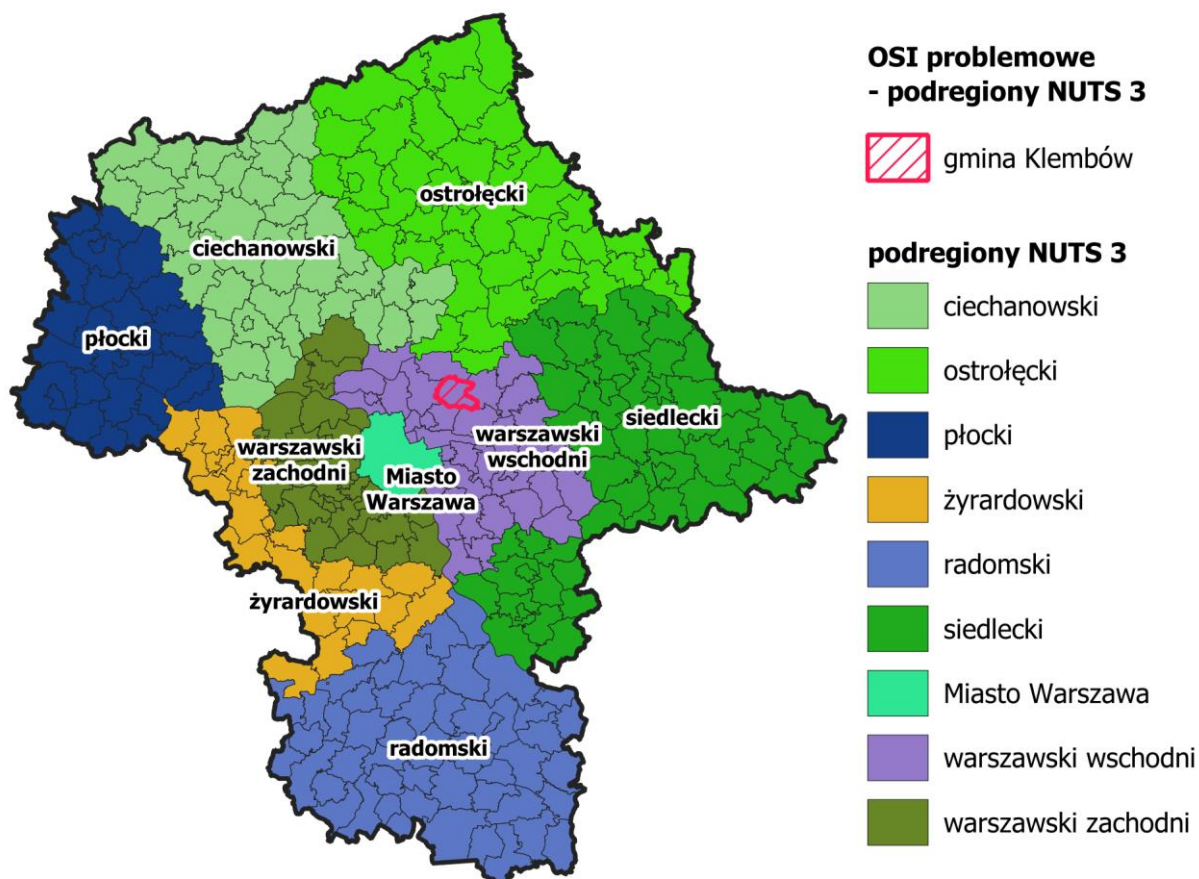 OSI problemowe
- podregiony NUTS 3
gmina Klembów
podregiony NUTS 3
ciechanowski
ostrołęcki
płocki
żyrardowski
radomski
siedlecki
Miasto Warszawa
warszawski wschodni
warszawski zachodni
ostrołęcki
ciechanowski
płocki
siedlecki
warszawski
wschodni
warszawski
zachodni
Miasto
Warszawa
żyrardowski
radomski